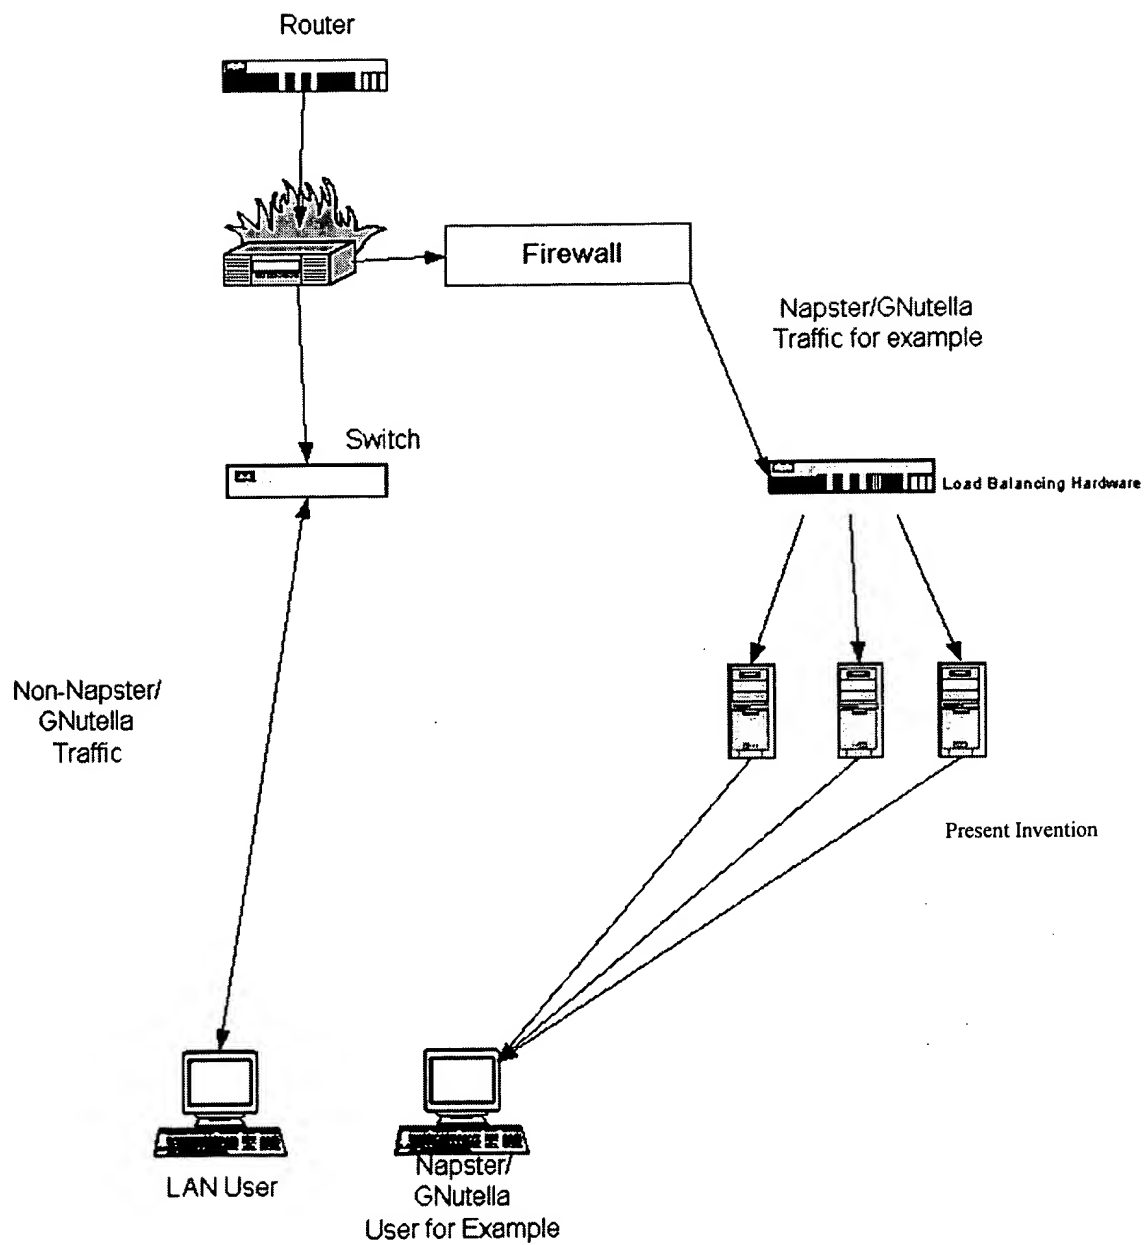 Router
Firewall
Napster/GNutella
Traffic for example
Switch
Load Balancing Hardware
Non-Napster/
GNutella
Traffic
Present Invention
LAN User
Napster/
GNutella
User for Example